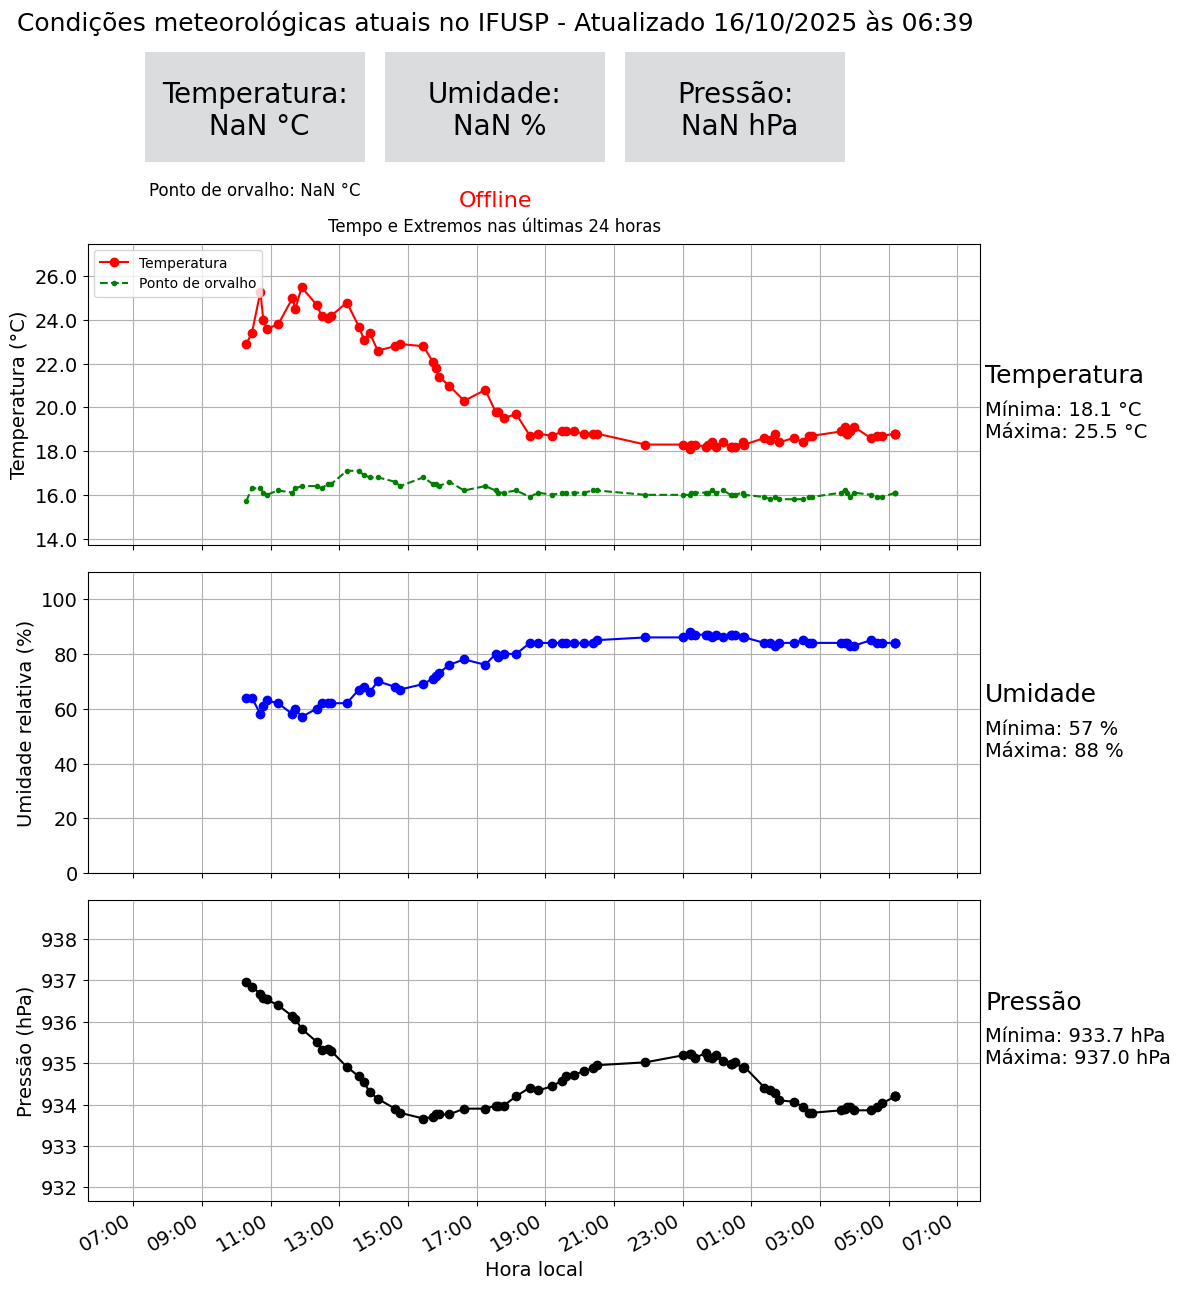 Condições meteorológicas atuais no IFUSP - Atualizado 16/10/2025 às 06:39
Temperatura:
NaN °C
Umidade:
NaN %
Pressão:
NaN hPa
Ponto de orvalho: NaN °C
Offline
Tempo e Extremos nas últimas 24 horas
Temperatura
Ponto de orvalho
Temperatura (°C)
26.0
24.0
22.0
20.0
18.0
16.0
14.0
Temperatura
Mínima: 18.1 °C
Máxima: 25.5 °C
Umidade relativa (%)
100
80
60
40
20
0
Umidade
Mínima: 57 %
Máxima: 88 %
Pressão (hPa)
938
937
936
935
934
933
932
Pressão
Mínima: 933.7 hPa
Máxima: 937.0 hPa
07:00 09:00 11:00 13:00 15:00 17:00 19:00 21:00 23:00 01:00 03:00 05:00 07:00
Hora local